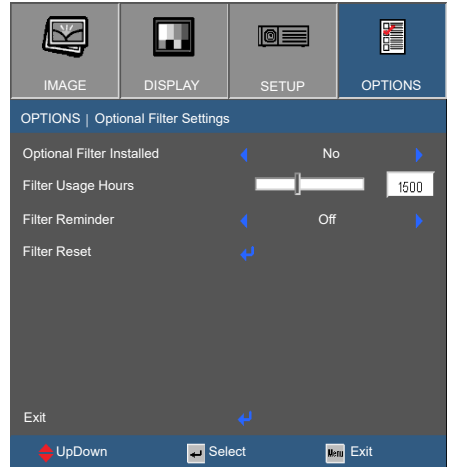 IMAGE DISPLAY SETUP OPTIONS
OPTIONS | Optional Filter Settings
Optional Filter Installed No
Filter Usage Hours 1500
Filter Reminder Off
Filter Reset
Exit
UpDown Select Menu Exit